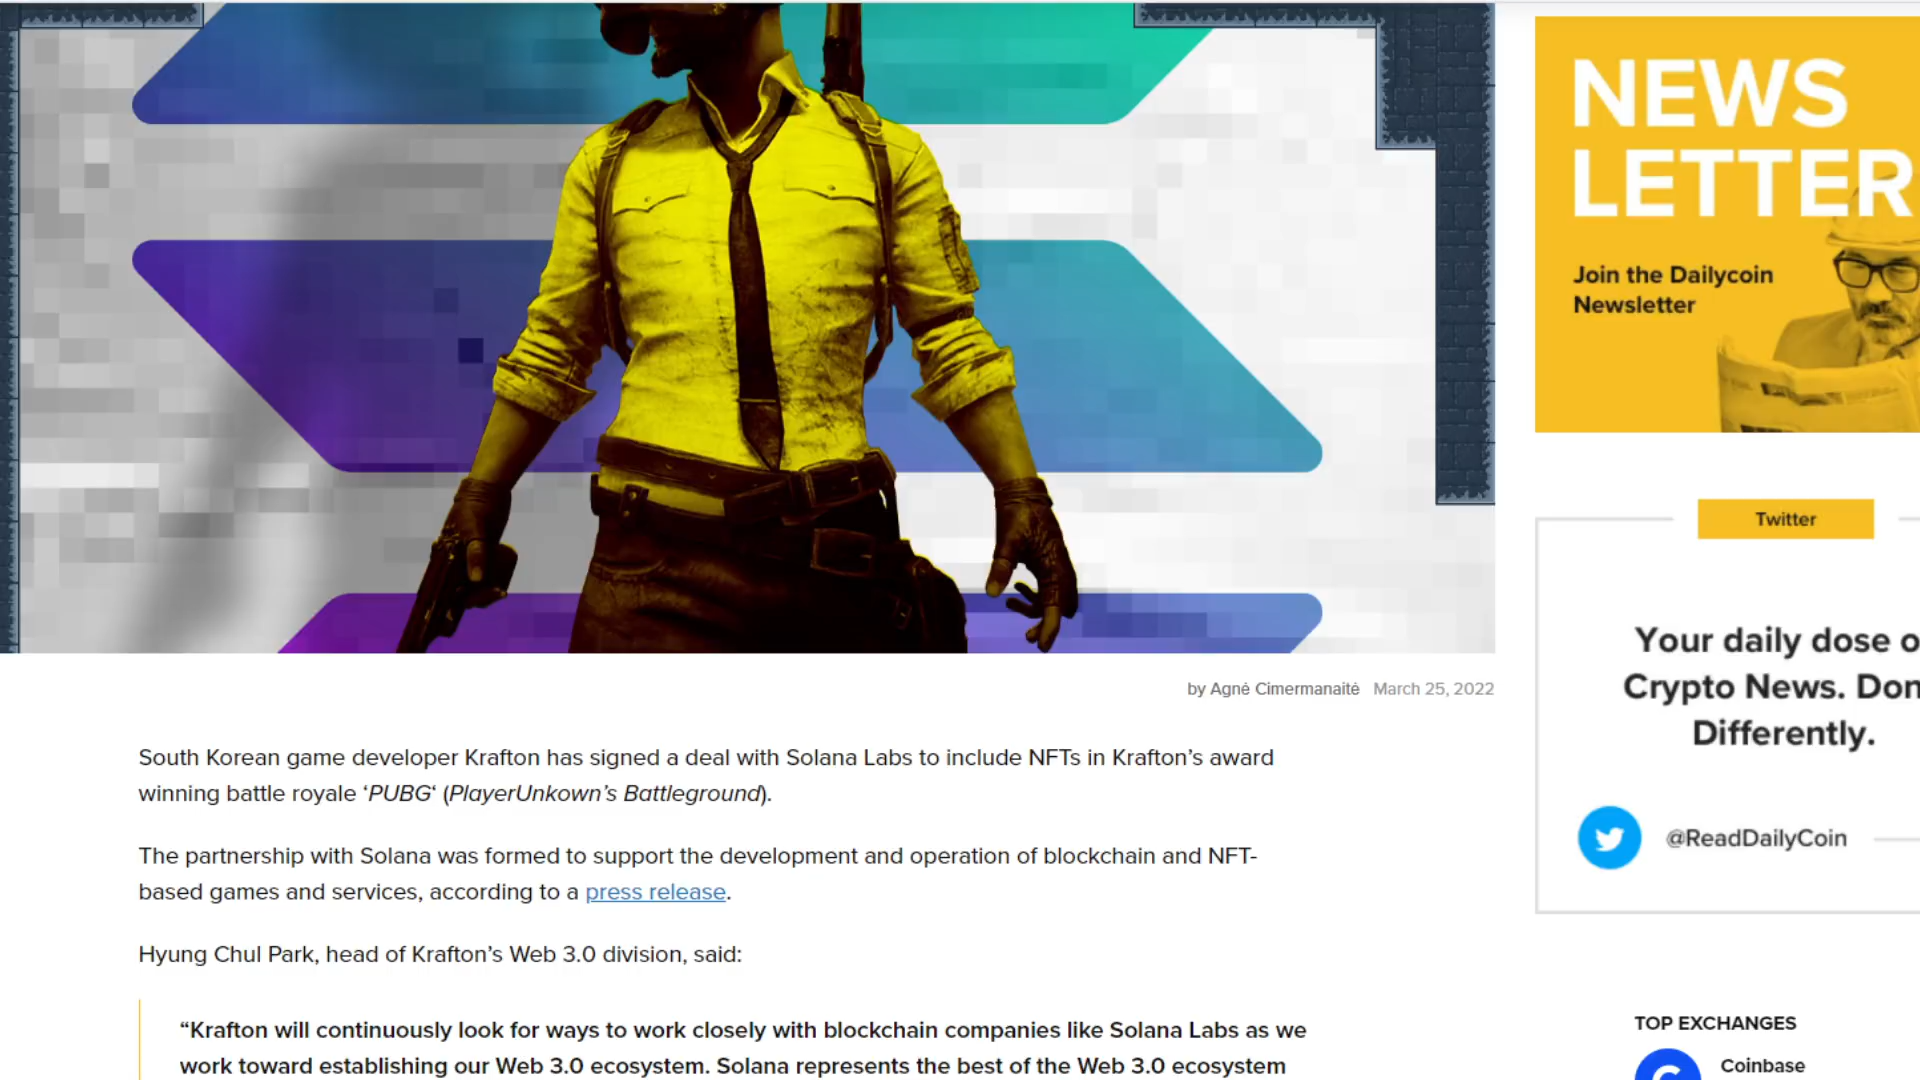 NEWS
LETTER
Join the Dailycoin
Newsletter
by Agnė Cimermanaitė March 25, 2022
South Korean game developer Krafton has signed a deal with Solana Labs to include NFTs in Krafton’s award
winning battle royale ‘PUBG‘ (PlayerUnkown’s Battleground).
The partnership with Solana was formed to support the development and operation of blockchain and NFT-
based games and services, according to a press release.
Hyung Chul Park, head of Krafton’s Web 3.0 division, said:
“Krafton will continuously look for ways to work closely with blockchain companies like Solana Labs as we
work toward establishing our Web 3.0 ecosystem. Solana represents the best of the Web 3.0 ecosystem
Twitter
Your daily dose
Crypto News.
Differently.
@ReadDailyCoin
TOP EXCHANGES
Coinbase